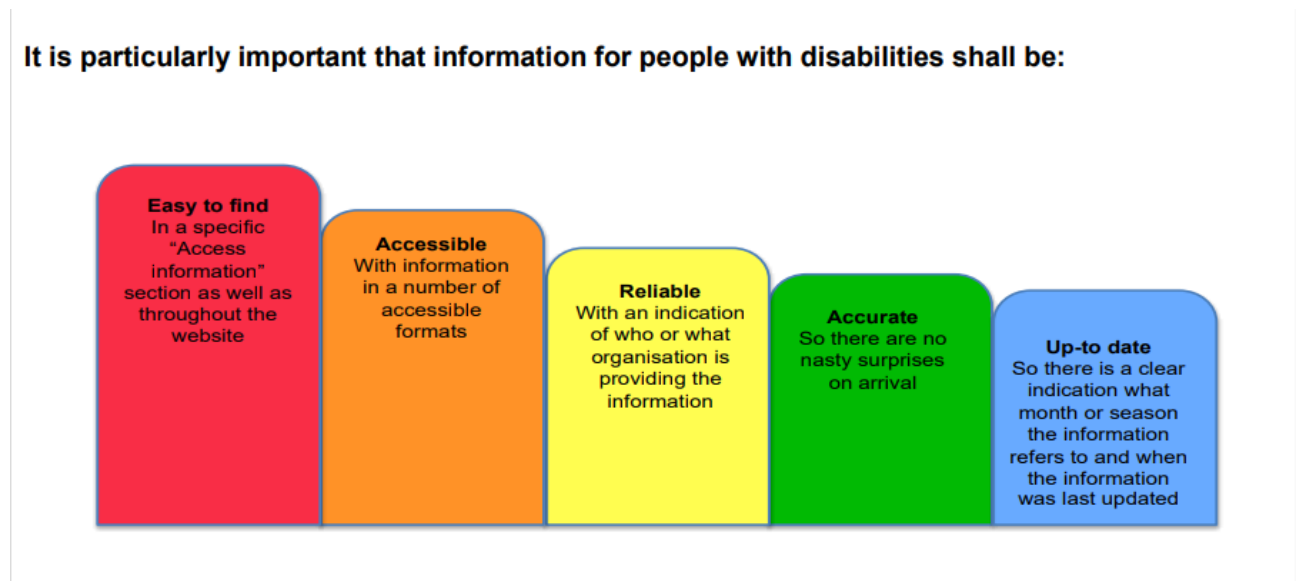 It is particularly important that information for people with disabilities shall be:
Easy to find
In a specific
“Access
information”
section as well as
throughout the
website
Accessible
With information
in a number of
accessible
formats
Reliable
With an indication
of who or what
organisation is
providing the
information
Accurate
So there are no
nasty surprises
on arrival
Up-to date
So there is a clear
indication what
month or season
the information
refers to and when
the information
was last updated